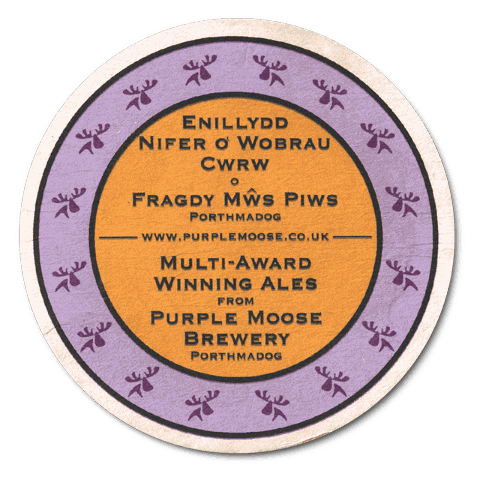 Enillydd
Nifer o Wobrau
Cwrw
o
Fragdy Mŵs Piws
Porthmadog
www.purplemoose.co.uk
Multi-Award
Winning Ales
from
Purple Moose
Brewery
Porthmadog